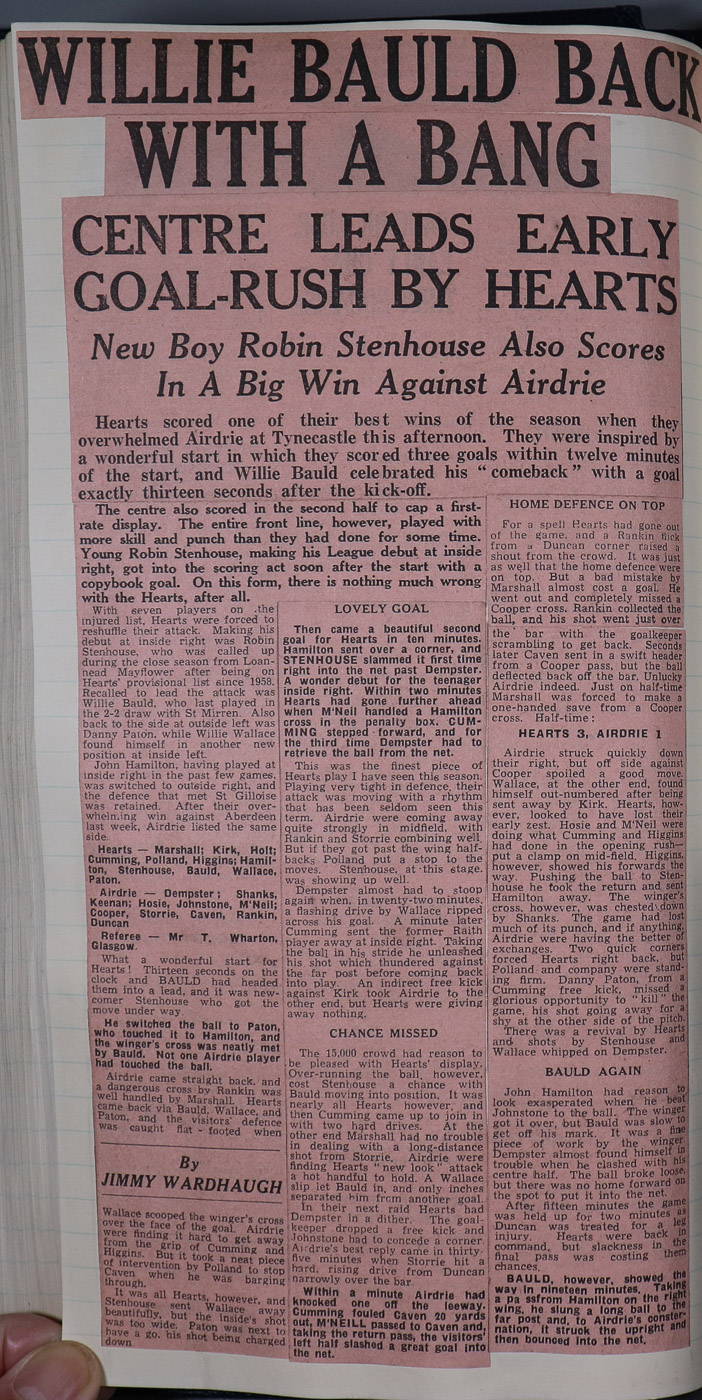 WILLIE BAULD BACK
WITH A BANG
CENTRE LEADS EARLY
GOAL-RUSH BY HEARTS
New Boy Robin Stenhouse Also Scores
In A Big Win Against Airdrie
Hearts scored one of their best wins of the season when they
overwhelmed Airdrie at Tynecastle this afternoon. They were inspired by
a wonderful start in which they scored three goals within twelve minutes
of the start, and Willie Bauld celebrated his "comeback" with a goal
exactly thirteen seconds after the kick-off.
The centre also scored in the second half to cap a first-
rate display. The entire front line, however, played with
more skill and punch than they had done for some time.
Young Robin Stenhouse, making his League debut at inside
right, got into the scoring act soon after the start with a
copybook goal. On this form, there is nothing much wrong
with the Hearts, after all.
With seven players on the
injured list, Hearts were forced to
reshuffle their attack. Making his
debut at inside right was Robin
Stenhouse, who was called up
during the close season from Loan-
head Mayflower after being on
Hearts' provisional list since 1958.
Recalled to lead the attack was
Willie Bauld, who last played in
the 2-2 draw with St Mirren. Also
back to the side at outside left was
Danny Paton, while Willie Wallace
found himself in another new
position at inside left.
John Hamilton, having played at
inside right in the past few games,
was switched to outside right, and
the defence that met St Gilloise
was retained. After their over-
whelming win against Aberdeen
last week, Airdrie listed the same
side.
Hearts — Marshall; Kirk, Holt;
Cumming, Polland, Higgins; Hamil-
ton, Stenhouse, Bauld, Wallace,
Paton.
Airdrie — Dempster; Shanks,
Keenan; Hosie, Johnstone, M'Neil;
Cooper, Storrie, Caven, Rankin,
Duncan
Referee — Mr T. Wharton,
Glasgow.
What a wonderful start for
Hearts! Thirteen seconds on the
clock and BAULD had headed
them into a lead, and it was new-
comer Stenhouse who got the
move under way.
He switched the ball to Paton,
who touched it to Hamilton, and
the winger's cross was neatly met
by Bauld. Not one Airdrie player
had touched the ball.
Airdrie came straight back, and
a dangerous cross by Rankin was
well handled by Marshall. Hearts
came back via Bauld, Wallace, and
Paton, and the visitors' defence
was caught flat-footed when
By
JIMMY WARDHAUGH
Wallace scooped the winger's cross
over the face of the goal. Airdrie
were finding it hard to get away
from the grip of Cumming and
Higgins. But it took a neat piece
of intervention by Polland to stop
Caven when he was barging
through.
It was all Hearts, however, and
Stenhouse sent Wallace away
beautifully, but the inside's shot
was too wide. Paton was next to
have a go, his shot being charged
down
LOVELY GOAL
Then came a beautiful second
goal for Hearts in ten minutes.
Hamilton sent over a corner, and
STENHOUSE slammed it first time
right into the net past Dempster.
A wonder debut for the teenager
inside right. Within two minutes
Hearts had gone further ahead
when M'Neil handled a Hamilton
cross in the penalty box. CUM-
MING stepped forward, and for
the third time Dempster had to
retrieve the ball from the net.
This was the finest piece of
Hearts play I have seen this season.
Playing very tight in defence, their
attack was moving with a rhythm
that has been seldom seen this
term. Airdrie were coming away
quite strongly in midfield, with
Rankin and Storrie combining well.
But if they got past the wing half-
backs Polland put a stop to the
moves. Stenhouse, at this stage,
was showing up well.
Dempster almost had to stoop
again when, in twenty-two minutes,
a flashing drive by Wallace ripped
across his goal. A minute later
Cumming sent the former Raith
player away at inside right. Taking
the ball in his stride he unleashed
his shot which thundered against
the far post before coming back
into play. An indirect free kick
against Kirk took Airdrie to the
other end, but Hearts were giving
away nothing.
CHANCE MISSED
The 15,000 crowd had reason to
be pleased with Hearts' display.
Over-running the ball, however,
cost Stenhouse a chance with
Bauld moving into position. It was
nearly all Hearts however, and
then Cumming came up to join in
with two hard drives. At the
other end Marshall had no trouble
in dealing with a long-distance
shot from Storrie. Airdrie were
finding Hearts "new look" attack
a hot handful to hold. A Wallace
slip let Bauld in, and only inches
separated him from another goal.
In their next raid Hearts had
Dempster in a dither. The goal-
keeper dropped a free kick and
Johnstone had to concede a corner.
Airdrie's best reply came in thirty-
five minutes when Storrie hit a
hard, rising drive from Duncan
narrowly over the bar.
Within a minute Airdrie had
knocked one off the leeway.
Cumming fouled Caven 20 yards
out, M'NEILL passed to Caven and,
taking the return pass, the visitors'
left half slashed a great goal into
the net.
HOME DEFENCE ON TOP
For a spell Hearts had gone out
of the game, and a Rankin flick
from a Duncan corner raised a
shout from the crowd. It was just
as well that the home defence were
on top. But a bad mistake by
Marshall almost cost a goal. He
went out and completely missed a
Cooper cross. Rankin collected the
ball, and his shot went just over
the bar with the goalkeeper
scrambling to get back. Seconds
later Caven sent in a swift header
from a Cooper pass, but the ball
deflected back off the bar. Unlucky
Airdrie indeed. Just on half-time
Marshall was forced to make a
one-handed save from a Cooper
cross. Half-time:
HEARTS 3, AIRDRIE 1
Airdrie struck quickly down
their right, but off side against
Cooper spoiled a good move.
Wallace, at the other end, found
himself out-numbered after being
sent away by Kirk. Hearts, how-
ever, looked to have lost their
early zest. Hosie and M'Neil were
doing what Cumming and Higgins
had done in the opening rush—
put a clamp on mid-field. Higgins,
however, showed his forwards the
way. Pushing the ball to Sten-
house he took the return and sent
Hamilton away. The winger's
cross, however, was chested down
by Shanks. The game had lost
much of its punch, and if anything,
Airdrie were having the better of
exchanges. Two quick corners
forced Hearts right back, but
Polland and company were stand-
ing firm. Danny Paton, from a
Cumming free kick, missed a
glorious opportunity to "kill" the
game, his shot going away for a
shy at the other side of the pitch.
There was a revival by Hearts
and shots by Stenhouse and
Wallace whipped on Dempster.
BAULD AGAIN
John Hamilton had reason to
look exasperated when he beat
Johnstone to the ball. The winger
got it over, but Bauld was slow to
get off his mark. It was a fine
piece of work by the winger.
Dempster almost found himself in
trouble when he clashed with his
centre half. The ball broke loose,
but there was no home forward on
the spot to put it into the net.
After fifteen minutes the game
was held up for two minutes as
Duncan was treated for a leg
injury. Hearts were back in
command, but slackness in the
final pass was costing them
chances.
BAULD, however, showed the
way in nineteen minutes. Taking
a pa ssfrom Hamilton on the right
wing, he slung a long ball to the
far post and, to Airdrie's conster-
nation, it struck the upright and
then bounced into the net.